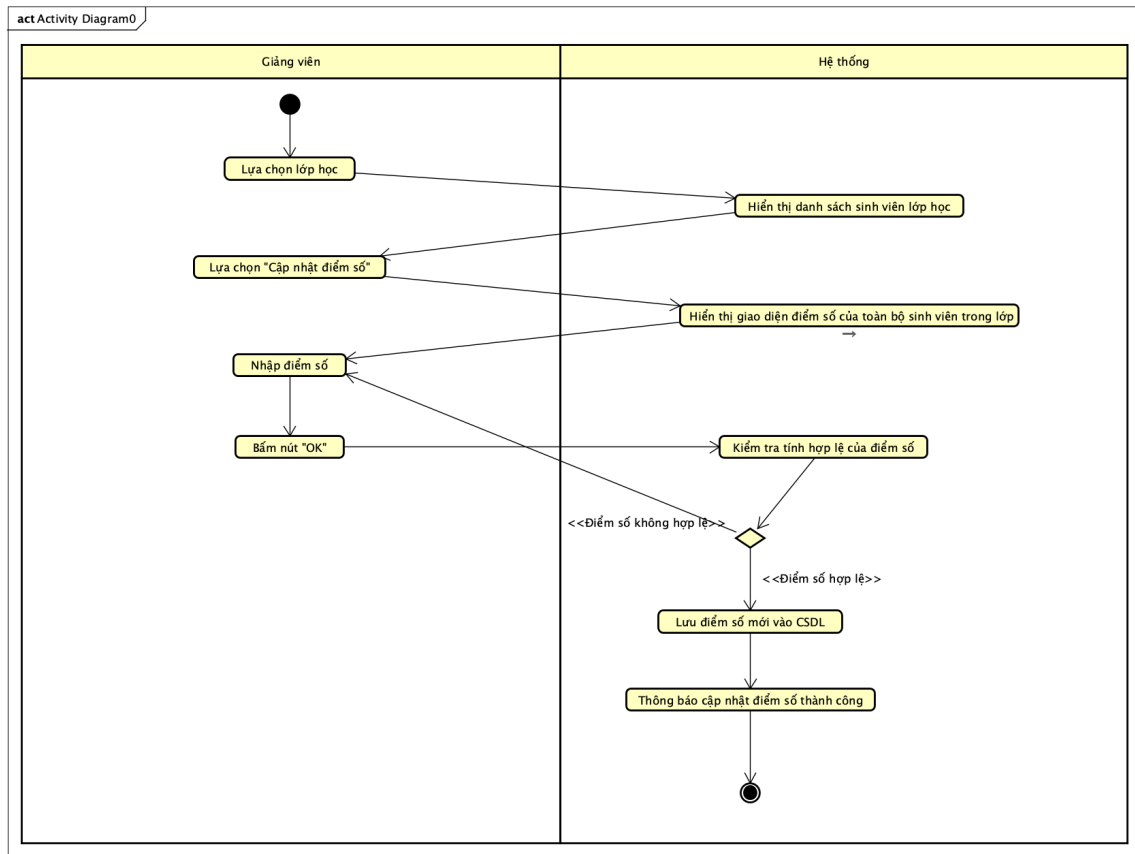 act Activity Diagram0
Giảng viên
Hệ thống
Lựa chọn lớp học
Hiển thị danh sách sinh viên lớp học
Lựa chọn "Cập nhật điểm số"
Hiển thị giao diện điểm số của toàn bộ sinh viên trong lớp
Nhập điểm số
Bấm nút "OK"
Kiểm tra tính hợp lệ của điểm số
<<Điểm số không hợp lệ>>
<<Điểm số hợp lệ>>
Lưu điểm số mới vào CSDL
Thông báo cập nhật điểm số thành công